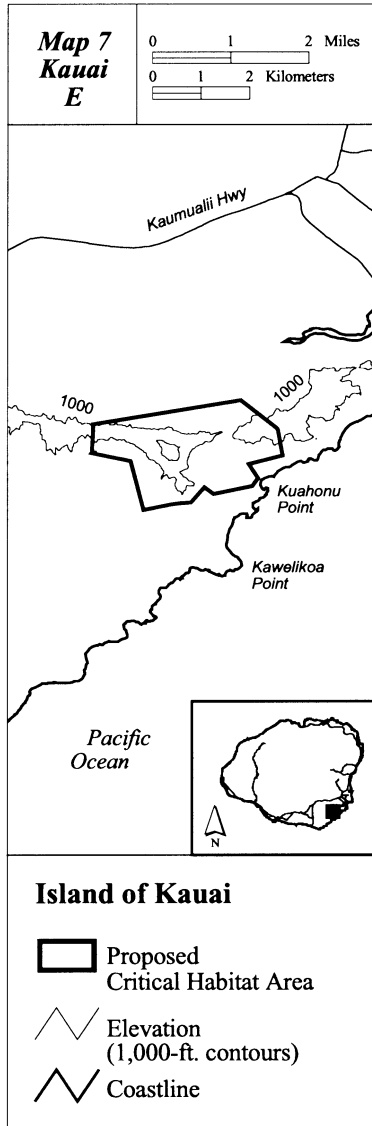 Map 7
Kauai
E
0 1 2 Miles
0 1 2 Kilometers
Kaumualii Hwy
1000
1000
Kuahonu
Point
Kawelikoa
Point
Pacific
Ocean
N
Island of Kauai
Proposed
Critical Habitat Area
Elevation
(1,000-ft. contours)
Coastline